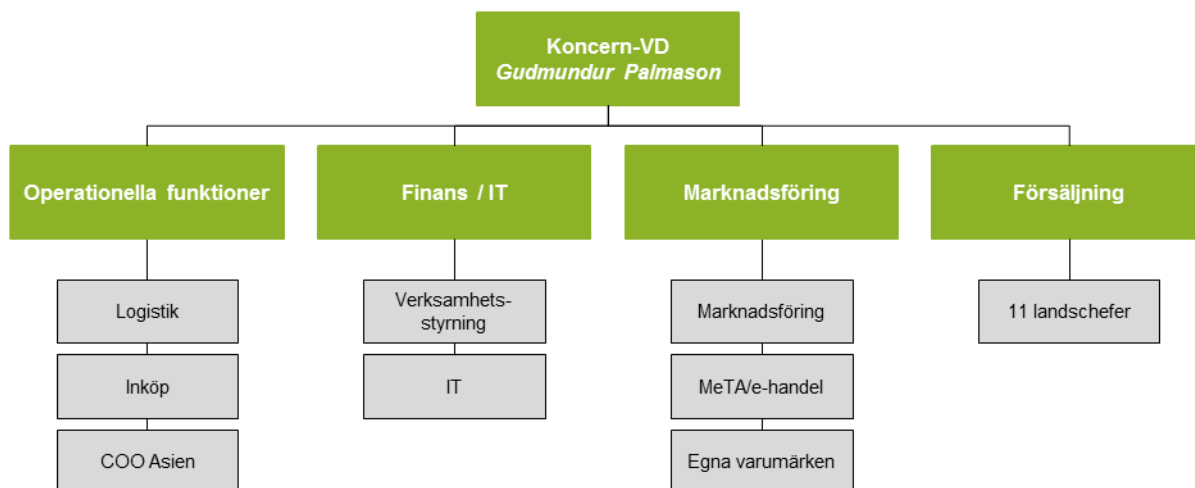 Koncern-VD
Gudmundur Palmason
Operationella funktioner
Finans / IT
Marknadsföring
Försäljning
Logistik
Verksamhets-
styrning
Marknadsföring
11 landschefer
Inköp
IT
MeTA/e-handel
COO Asien
Egna varumärken